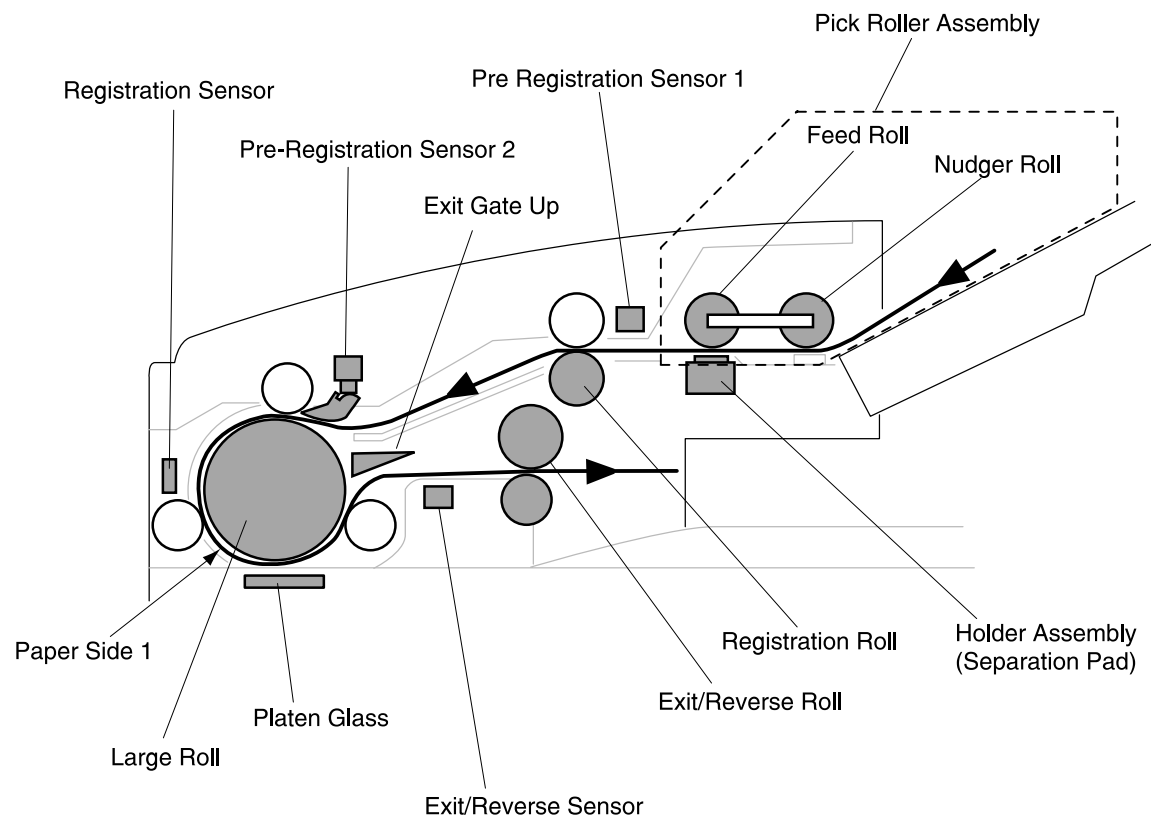 Pick Roller Assembly
Pre Registration Sensor 1
Registration Sensor
Feed Roll
Pre-Registration Sensor 2
Nudger Roll
Exit Gate Up
Paper Side 1
Registration Roll
Holder Assembly
(Separation Pad)
Exit/Reverse Roll
Platen Glass
Large Roll
Exit/Reverse Sensor